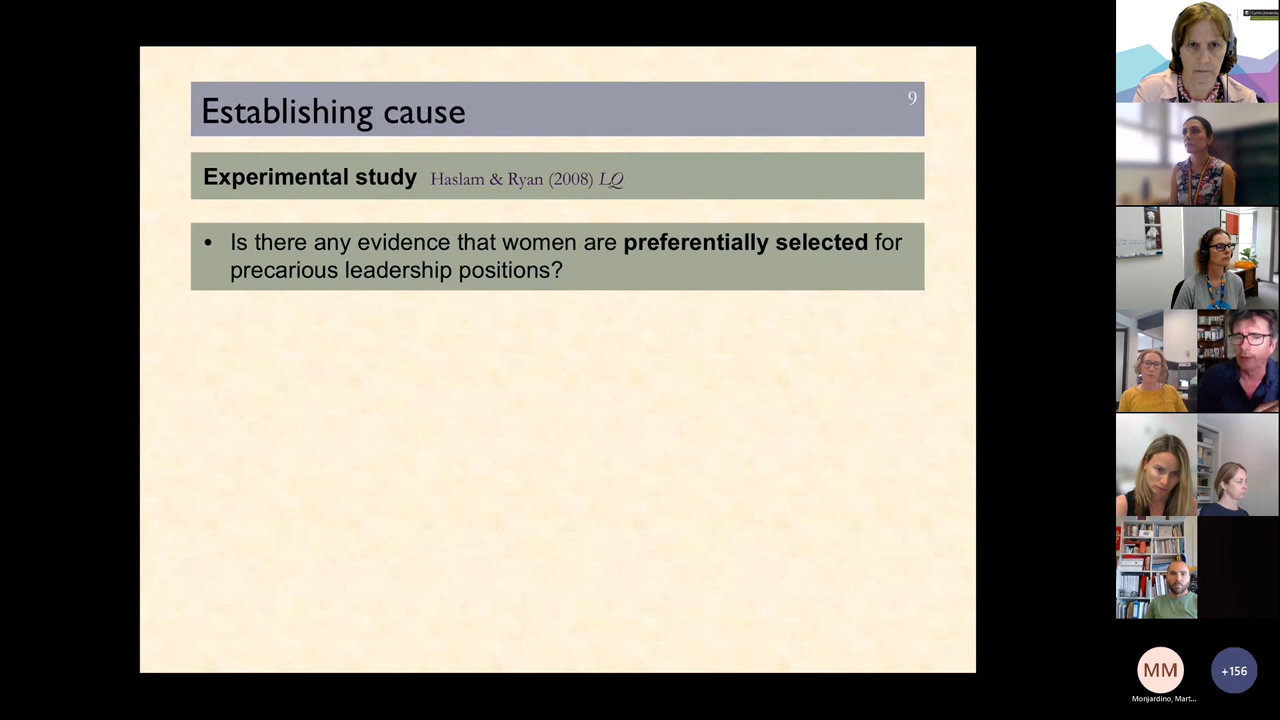 Establishing cause
9
Experimental study Haslam & Ryan (2008) LQ
• Is there any evidence that women are preferentially selected for
precarious leadership positions?
MM
+156
Monjardino, Mart...